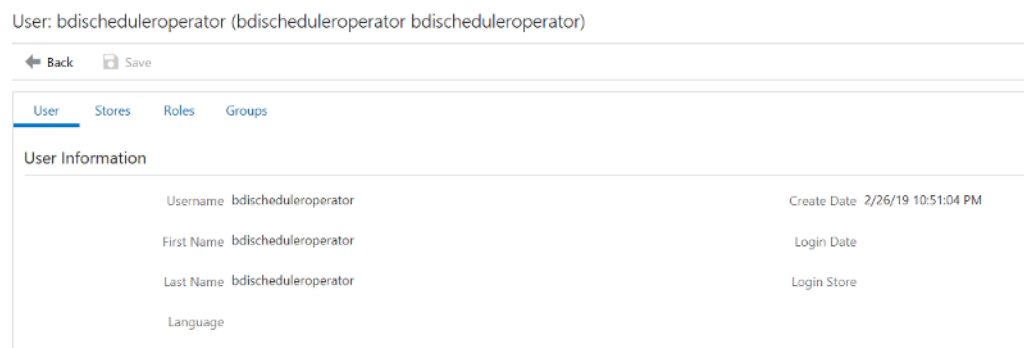 User: bdischeduleroperator (bdischeduleroperator bdischeduleroperator)
Back Save
User Stores Roles Groups
User Information
Username bdischeduleroperator Create Date 2/26/19 10:51:04 PM
First Name bdischeduleroperator Login Date
Last Name bdischeduleroperator Login Store
Language